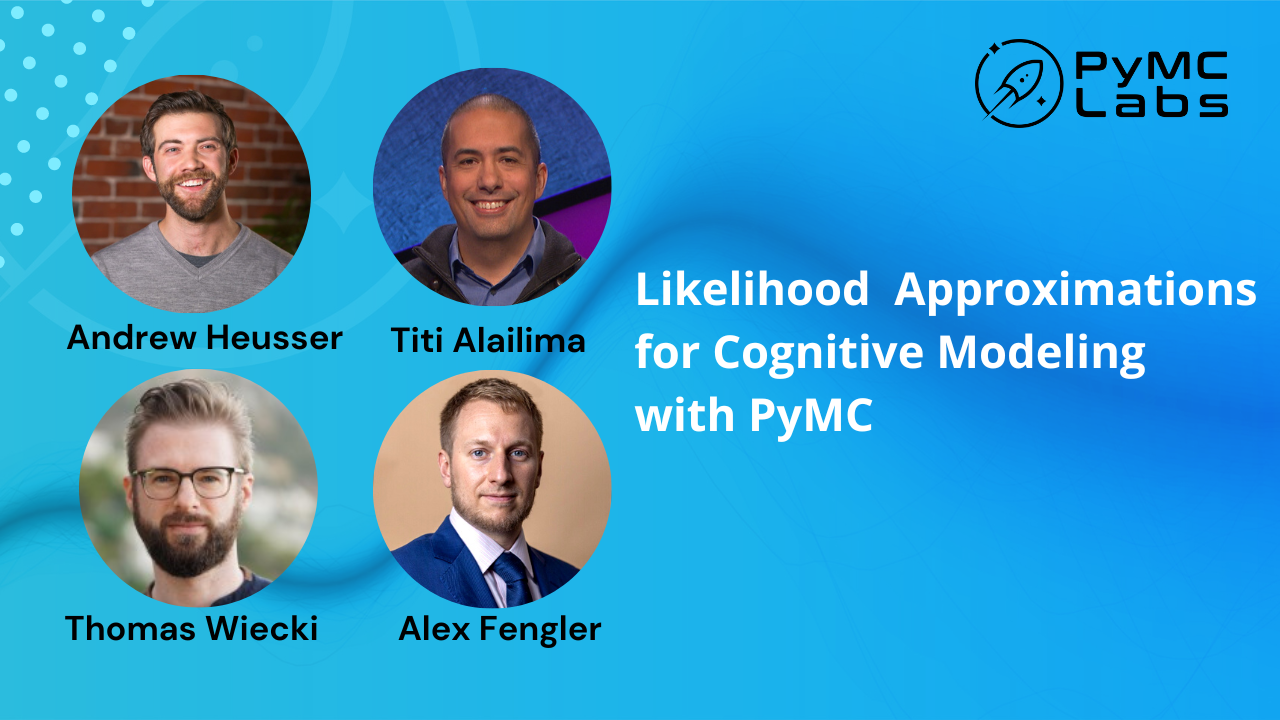 PyMC
Labs
Andrew Heusser
Titi Alailima
Likelihood  Approximations
for Cognitive Modeling
with PyMC
Thomas Wiecki
Alex Fengler